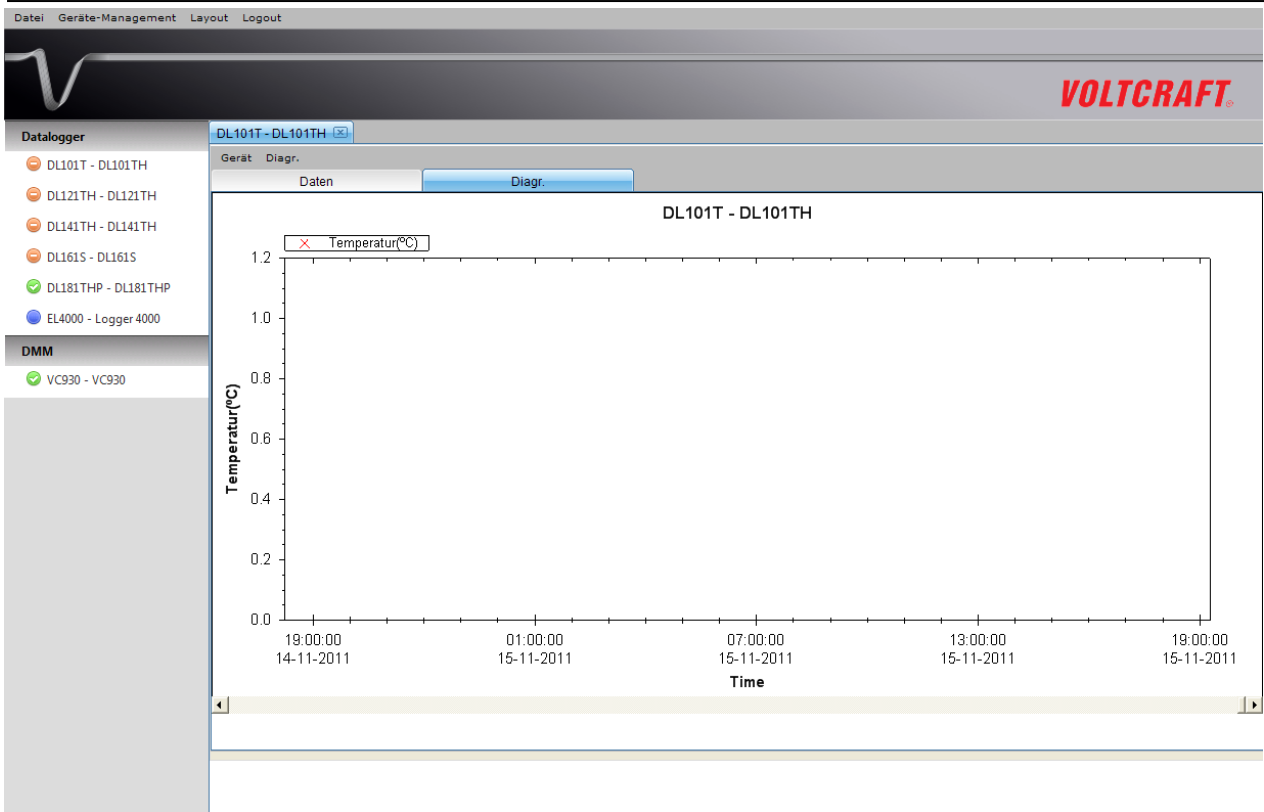 Datei Geräte-Management Layout Logout
VOLTCRAFT®
Datalogger
DL101T - DL101TH
DL121TH - DL121TH
DL141TH - DL141TH
DL161S - DL161S
DL181THP - DL181THP
EL4000 - Logger 4000
DMM
VC930 - VC930
DL101T - DL101TH
Gerät Diagr.
Daten Diagr.
DL101T - DL101TH
Temperatur(ºC)
1.2
1.0
0.8
0.6
0.4
0.2
0.0
Temperatur(ºC)
19:00:00 01:00:00 07:00:00 13:00:00 19:00:00
14-11-2011 15-11-2011 15-11-2011 15-11-2011 15-11-2011
Time